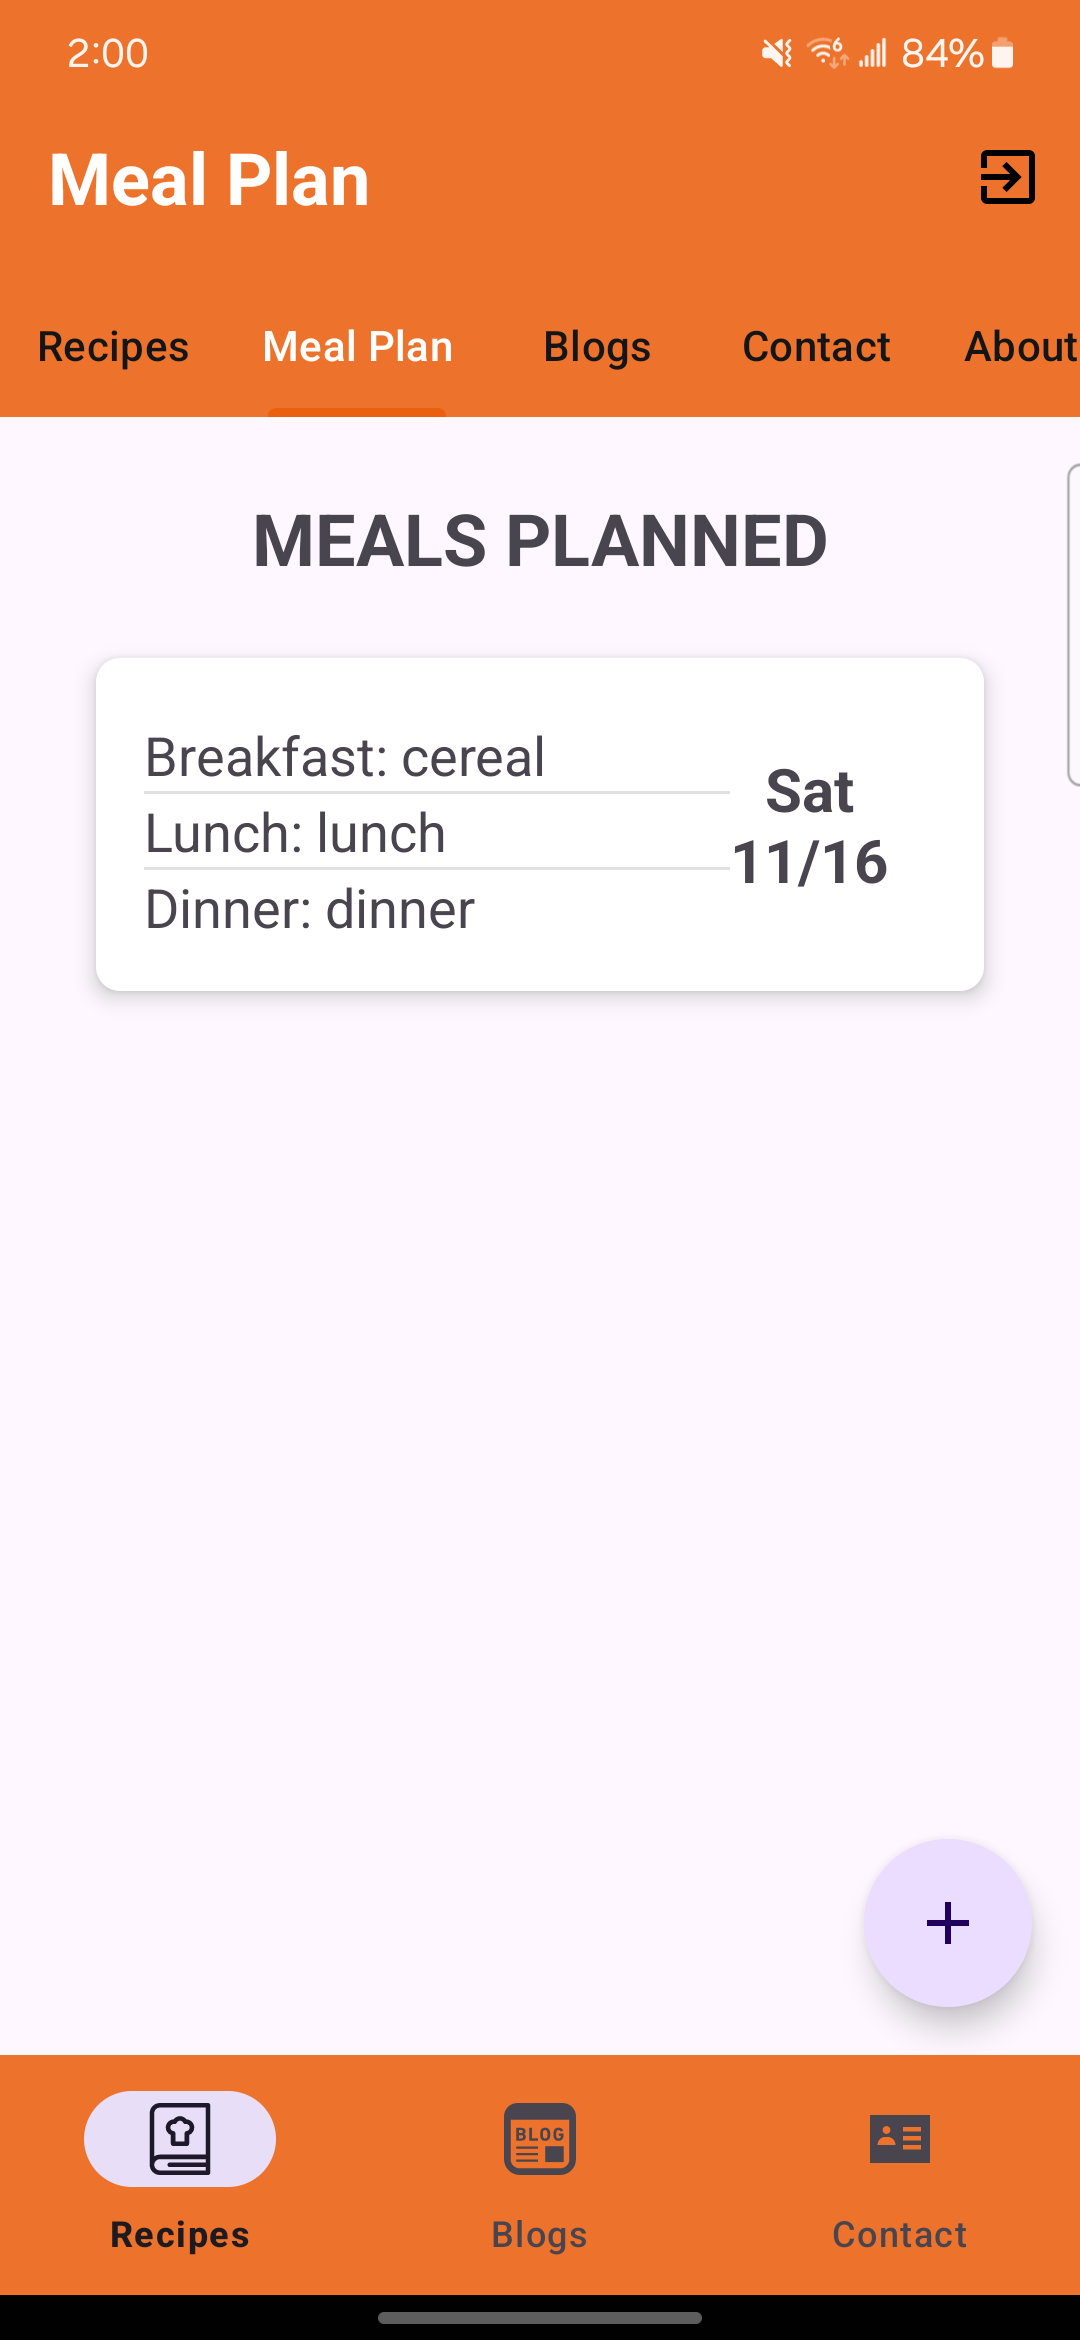 2:00 84%
Meal Plan
Recipes Meal Plan Blogs Contact About
MEALS PLANNED
Breakfast: cereal
Lunch: lunch
Dinner: dinner
Sat
11/16
+
BLOG
Recipes Blogs Contact